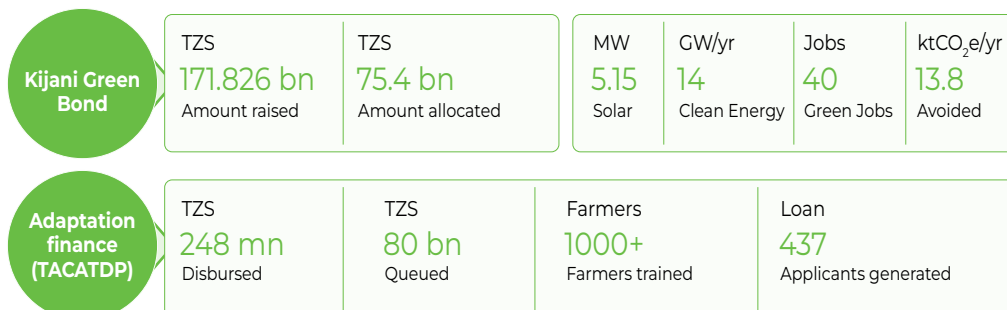 Kijani Green
Bond
TZS
171.826 bn
Amount raised
TZS
75.4 bn
Amount allocated
MW
5.15
Solar
GW/yr
14
Clean Energy
Jobs
40
Green Jobs
ktCO₂e/yr
13.8
Avoided
Adaptation
finance
(TACATDP)
TZS
248 mn
Disbursed
TZS
80 bn
Queued
Farmers
1000+
Farmers trained
Loan
437
Applicants generated